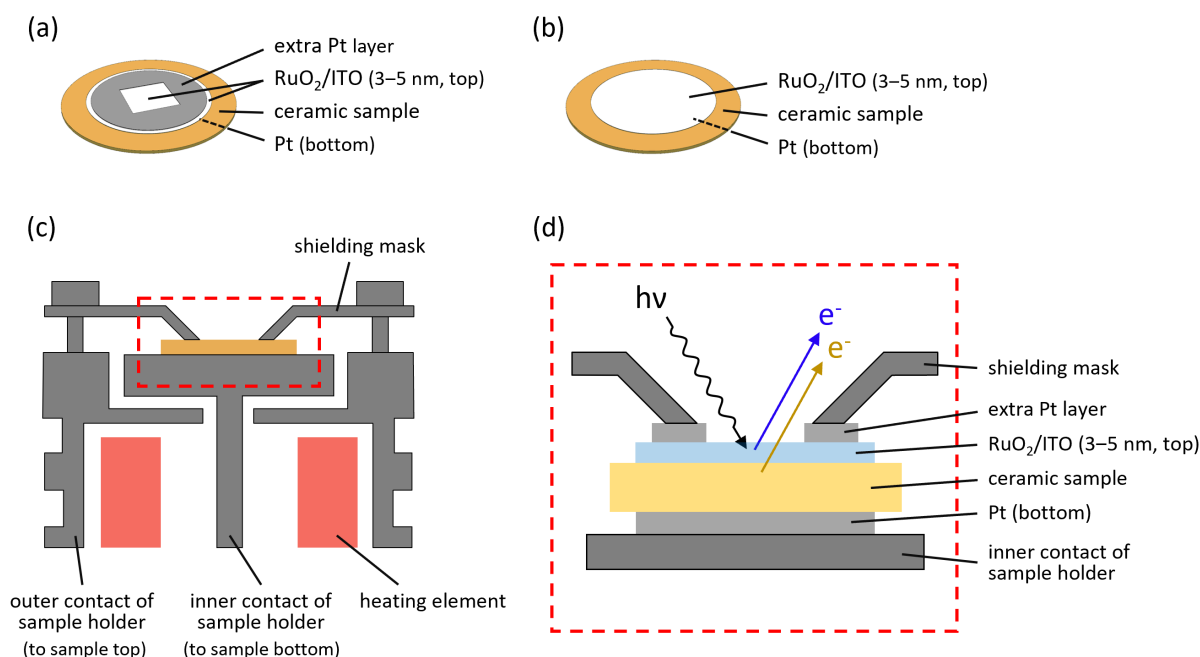 (a)
extra Pt layer
RuO₂/ITO (3–5 nm, top)
ceramic sample
Pt (bottom)
(b)
RuO₂/ITO (3–5 nm, top)
ceramic sample
Pt (bottom)
(c)
shielding mask
outer contact of
sample holder
(to sample top)
inner contact of
sample holder
(to sample bottom)
heating element
(d)
hν
e⁻
e⁻
shielding mask
extra Pt layer
RuO₂/ITO (3–5 nm, top)
ceramic sample
Pt (bottom)
inner contact of
sample holder